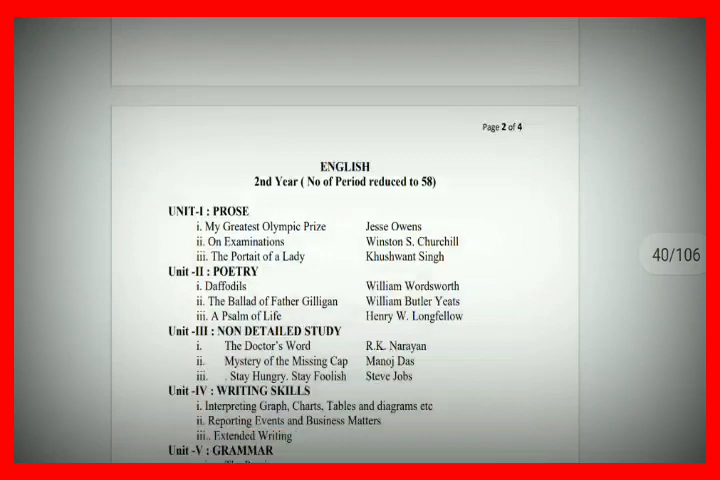 Page 2 of 4
ENGLISH
2nd Year ( No of Period reduced to 58)
UNIT-I : PROSE
i. My Greatest Olympic Prize Jesse Owens
ii. On Examinations Winston S. Churchill
iii. The Portait of a Lady Khushwant Singh
Unit -II : POETRY
i. Daffodils William Wordsworth
ii. The Ballad of Father Gilligan William Butler Yeats
iii. A Psalm of Life Henry W. Longfellow
Unit -III : NON DETAILED STUDY
i. The Doctor's Word R.K. Narayan
ii. Mystery of the Missing Cap Manoj Das
iii. . Stay Hungry. Stay Foolish Steve Jobs
Unit -IV : WRITING SKILLS
i. Interpreting Graph, Charts, Tables and diagrams etc
ii. Reporting Events and Business Matters
iii.. Extended Writing
Unit -V : GRAMMAR
40/106